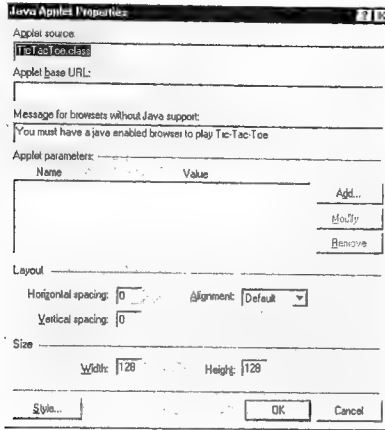 Java Applet Properties
Applet source:
TicTacToe.class
Applet base URL:
Message for browsers without Java support:
You must have a java enabled browser to play Tic-Tac-Toe
Applet parameters:
Name Value
Add...
Modify
Remove
Layout
Horizontal spacing: 0 Alignment: Default
Vertical spacing: 0
Size
Width: 128 Height: 128
Style... OK Cancel